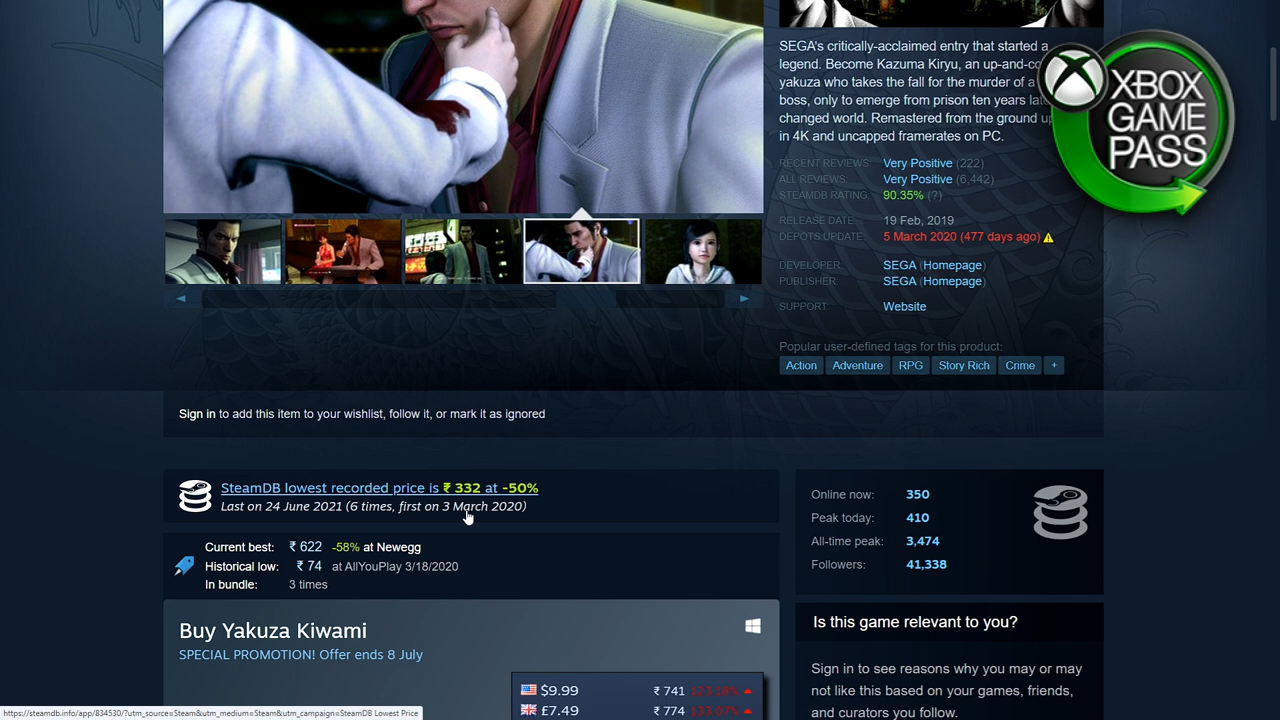 SEGA's critically-acclaimed entry that started a
legend. Become Kazuma Kiryu, an up-and-co
yakuza who takes the fall for the murder of a
boss, only to emerge from prison ten years late
changed world. Remastered from the ground up
in 4K and uncapped framerates on PC.
XBOX
GAME
PASS
RECENT REVIEWS: Very Positive (222)
ALL REVIEWS: Very Positive (6,442)
STEAMDB RATING: 90.35% (?)
RELEASE DATE: 19 Feb, 2019
DEPOTS UPDATE: 5 March 2020 (477 days ago)
DEVELOPER: SEGA (Homepage)
PUBLISHER: SEGA (Homepage)
SUPPORT: Website
Popular user-defined tags for this product:
Action Adventure RPG Story Rich Crime +
Sign in to add this item to your wishlist, follow it, or mark it as ignored
SteamDB lowest recorded price is ₹ 332 at -50%
Last on 24 June 2021 (6 times, first on 3 March 2020)
Current best: ₹ 622 -58% at Newegg
Historical low: ₹ 74 at AllYouPlay 3/18/2020
In bundle: 3 times
Online now: 350
Peak today: 410
All-time peak: 3,474
Followers: 41,338
Buy Yakuza Kiwami
SPECIAL PROMOTION! Offer ends 8 July
$9.99 ₹ 741
£7.49 ₹ 774
Is this game relevant to you?
Sign in to see reasons why you may or may
not like this based on your games, friends,
and curators you follow.
https://steamdb.info/app/834530/?utm_source=Steam&utm_medium=Steam&utm_campaign=SteamDB Lowest Price